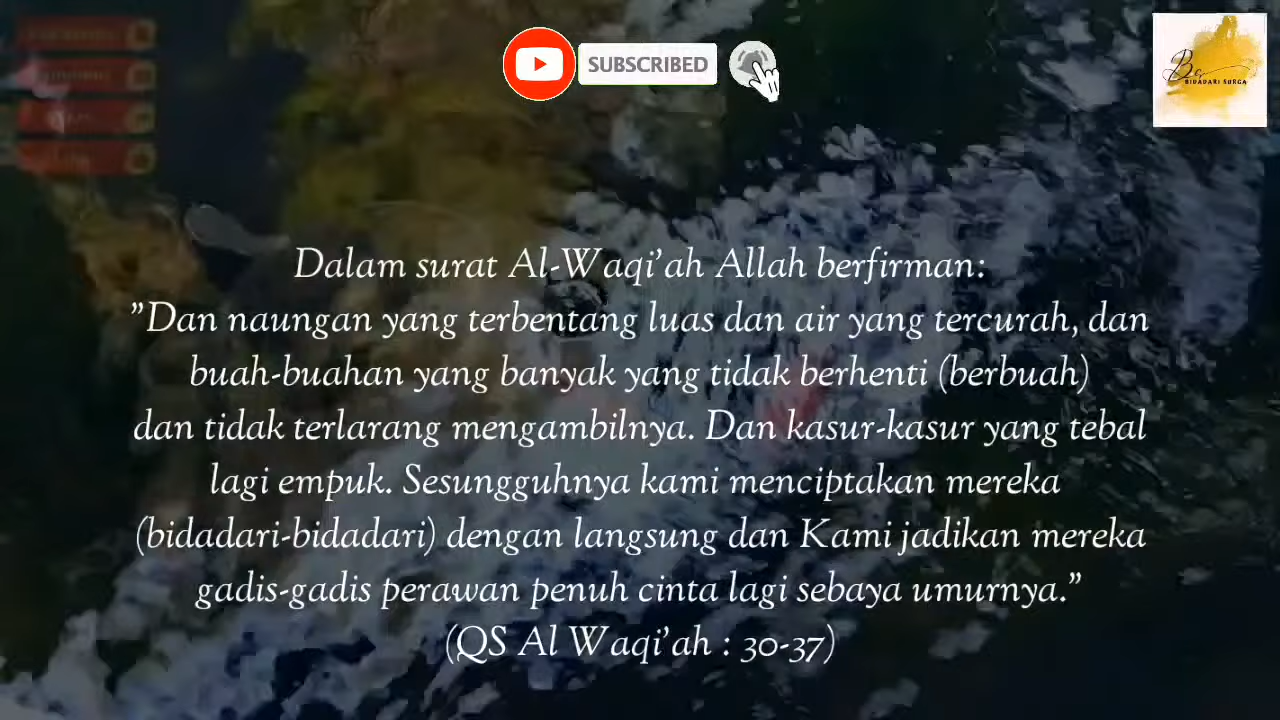 SUBSCRIBED
BIDADARI SURGA
Dalam surat Al-Waqi'ah Allah berfirman:
"Dan naungan yang terbentang luas dan air yang tercurah, dan
buah-buahan yang banyak yang tidak berhenti (berbuah)
dan tidak terlarang mengambilnya. Dan kasur-kasur yang tebal
lagi empuk. Sesungguhnya kami menciptakan mereka
(bidadari-bidadari) dengan langsung dan Kami jadikan mereka
gadis-gadis perawan penuh cinta lagi sebaya umurnya."
(QS Al Waqi'ah : 30-37)